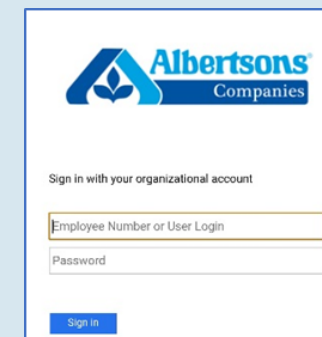 Albertsons®
Companies
Sign in with your organizational account
Employee Number or User Login
Password
Sign in